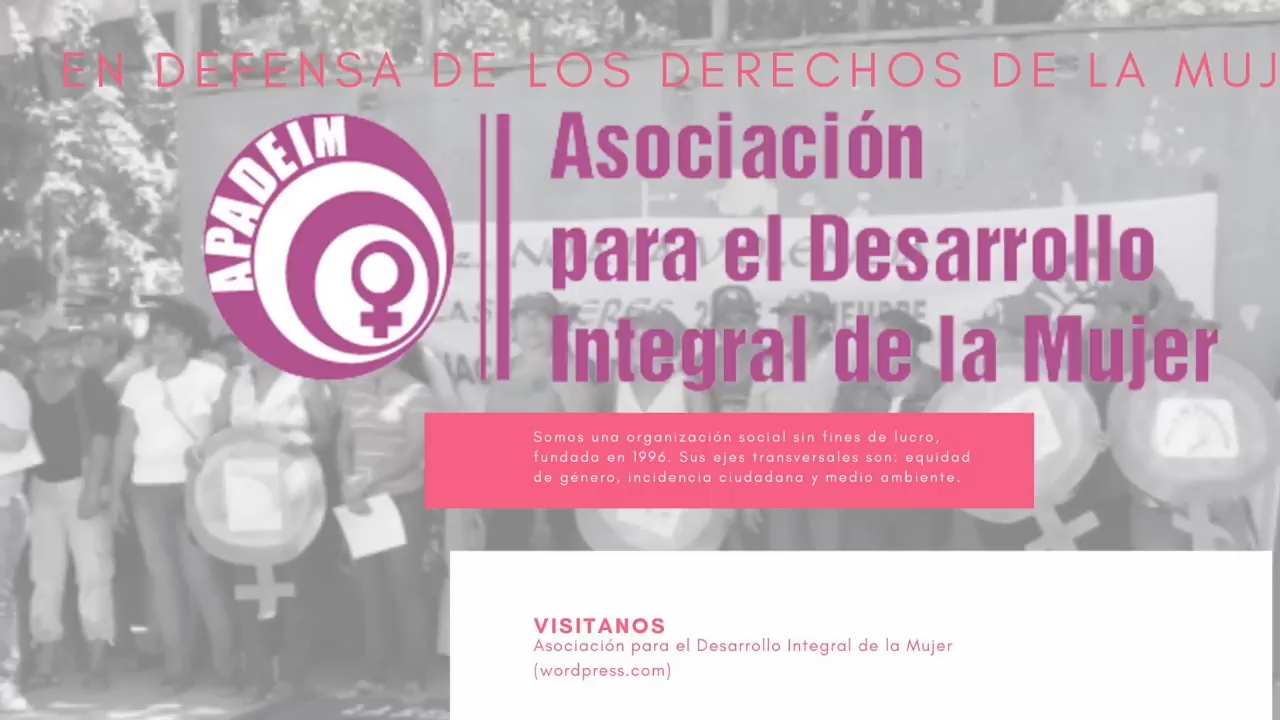 EN DEFENSA DE LOS DERECHOS DE LA MUJ
APADEIM
Asociación
para el Desarrollo
Integral de la Mujer
Somos una organización social sin fines de lucro,
fundada en 1996. Sus ejes transversales son: equidad
de género, incidencia ciudadana y medio ambiente.
VISITANOS
Asociación para el Desarrollo Integral de la Mujer
(wordpress.com)